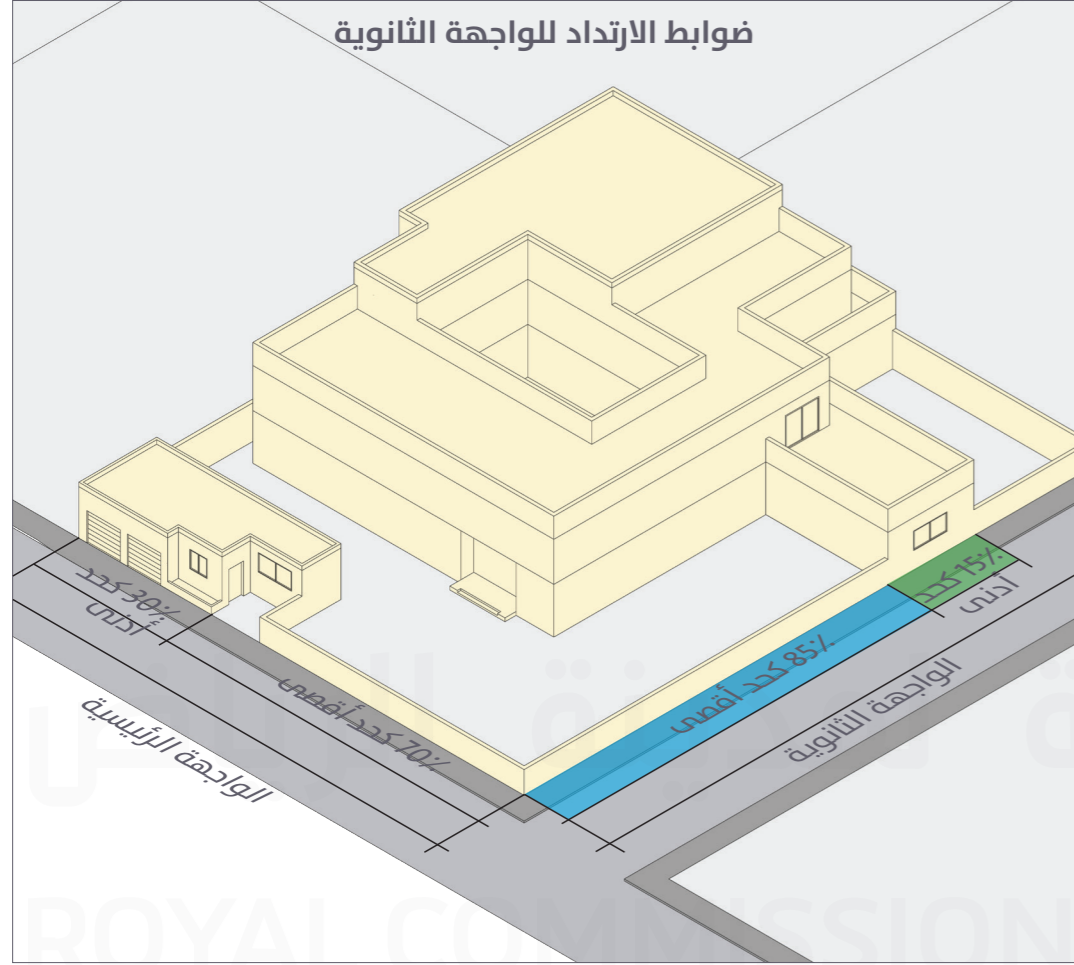 ضوابط الارتداد للواجهة الثانوية
30٪ كحد
أدنى
70٪ كحد أقصى
الواجهة الرئيسية
85٪ كحد أقصى
15٪ كحد
أدنى
الواجهة الثانوية
ROYAL COMMISSION